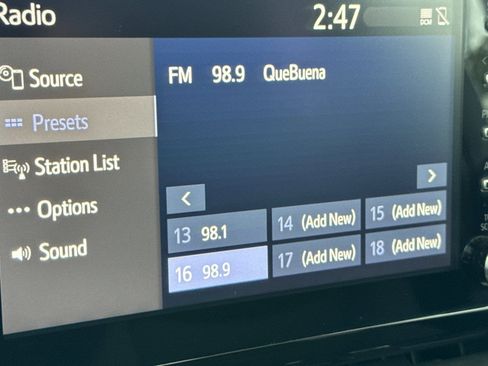 Radio
2:47
DCM
Source
FM 98.9 QueBuena
Presets
Station List
Options
Sound
<
>
13 98.1
14 (Add New)
15 (Add New)
16 98.9
17 (Add New)
18 (Add New)